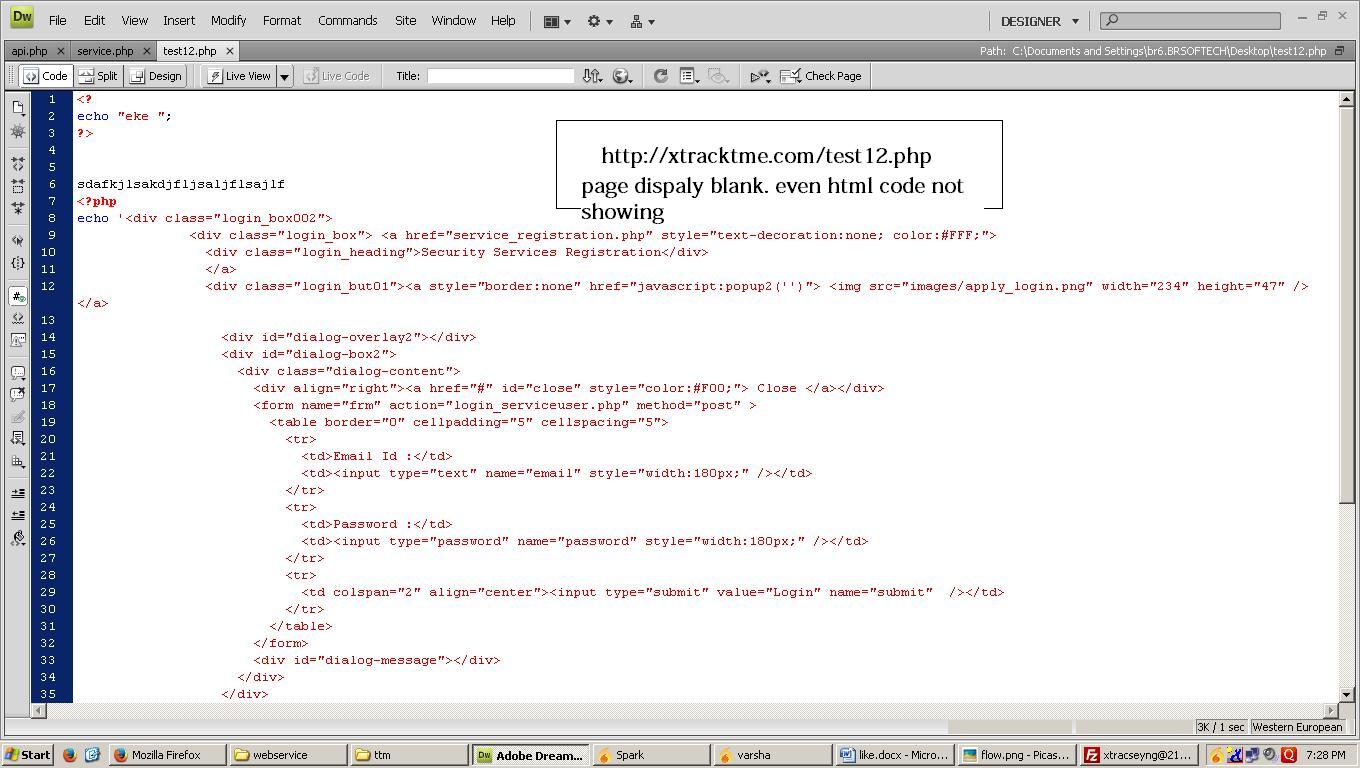 Dw File Edit View Insert Modify Format Commands Site Window Help DESIGNER
api.php service.php test12.php Path: C:\Documents and Settings\br6.BRSOFTECH\Desktop\test12.php
Code Split Design Live View Live Code Title: Check Page
1 <?
2 echo "eke ";
3 ?>
4
5
6 sdafkjlsakdjfljsaljflsajlf
7 <?php
8 echo '<div class="login_box002">
9 <div class="login_box"> <a href="service_registration.php" style="text-decoration:none; color:#FFF;">
10 <div class="login_heading">Security Services Registration</div>
11 </a>
12 <div class="login_but01"><a style="border:none" href="javascript:popup2('')"> <img src="images/apply_login.png" width="234" height="47" />
</a>
13
14 <div id="dialog-overlay2"></div>
15 <div id="dialog-box2">
16 <div class="dialog-content">
17 <div align="right"><a href="#" id="close" style="color:#F00;"> Close </a></div>
18 <form name="frm" action="login_serviceuser.php" method="post" >
19 <table border="0" cellpadding="5" cellspacing="5">
20 <tr>
21 <td>Email Id :</td>
22 <td><input type="text" name="email" style="width:180px;" /></td>
23 </tr>
24 <tr>
25 <td>Password :</td>
26 <td><input type="password" name="password" style="width:180px;" /></td>
27 </tr>
28 <tr>
29 <td colspan="2" align="center"><input type="submit" value="Login" name="submit"  /></td>
30 </tr>
31 </table>
32 </form>
33 <div id="dialog-message"></div>
34 </div>
35 </div>
http://xtracktme.com/test12.php
page dispaly blank. even html code not
showing
3K / 1 sec Western European
Start Mozilla Firefox webservice ttm Adobe Dream... Spark varsha like.docx - Micro... flow.png - Picas... xtracseyng@21... 7:28 PM